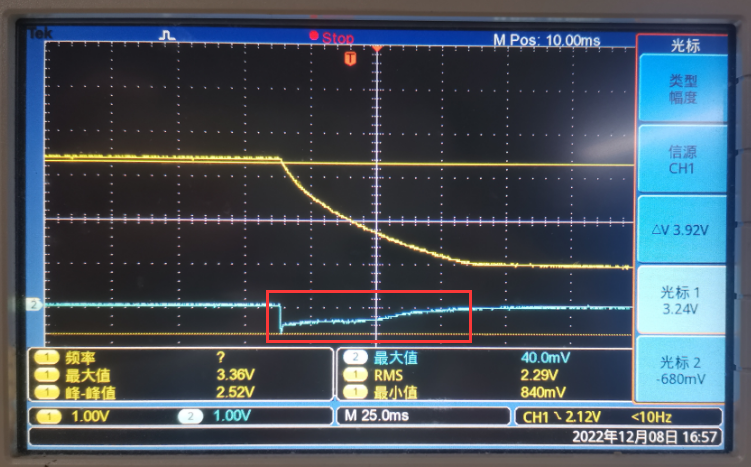 Tek
Stop
M Pos: 10.00ms
光标
T
类型
幅度
信源
CH1
△V 3.92V
光标 1
3.24V
光标 2
-680mV
2
1 频率 ?
1 最大值 3.36V
1 峰-峰值 2.52V
2 最大值 40.0mV
1 RMS 2.29V
1 最小值 840mV
1 1.00V 2 1.00V
M 25.0ms
CH1 2.12V <10Hz
2022年12月08日 16:57